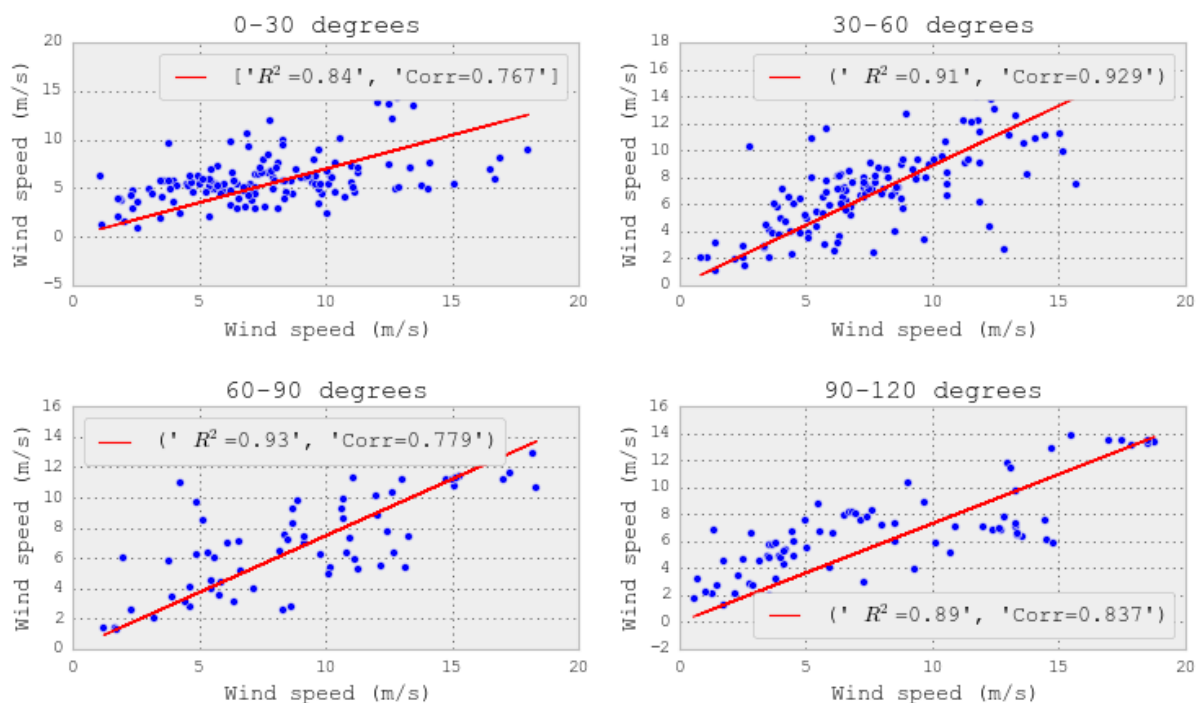 0-30 degrees
Wind speed (m/s)
20
15
10
5
0
−5
['R²=0.84', 'Corr=0.767']
0 5 10 15 20
Wind speed (m/s)
30-60 degrees
Wind speed (m/s)
18
16
14
12
10
8
6
4
2
0
(' R²=0.91', 'Corr=0.929')
0 5 10 15 20
Wind speed (m/s)
60-90 degrees
Wind speed (m/s)
16
14
12
10
8
6
4
2
0
(' R²=0.93', 'Corr=0.779')
0 5 10 15 20
Wind speed (m/s)
90-120 degrees
Wind speed (m/s)
16
14
12
10
8
6
4
2
0
−2
(' R²=0.89', 'Corr=0.837')
0 5 10 15 20
Wind speed (m/s)